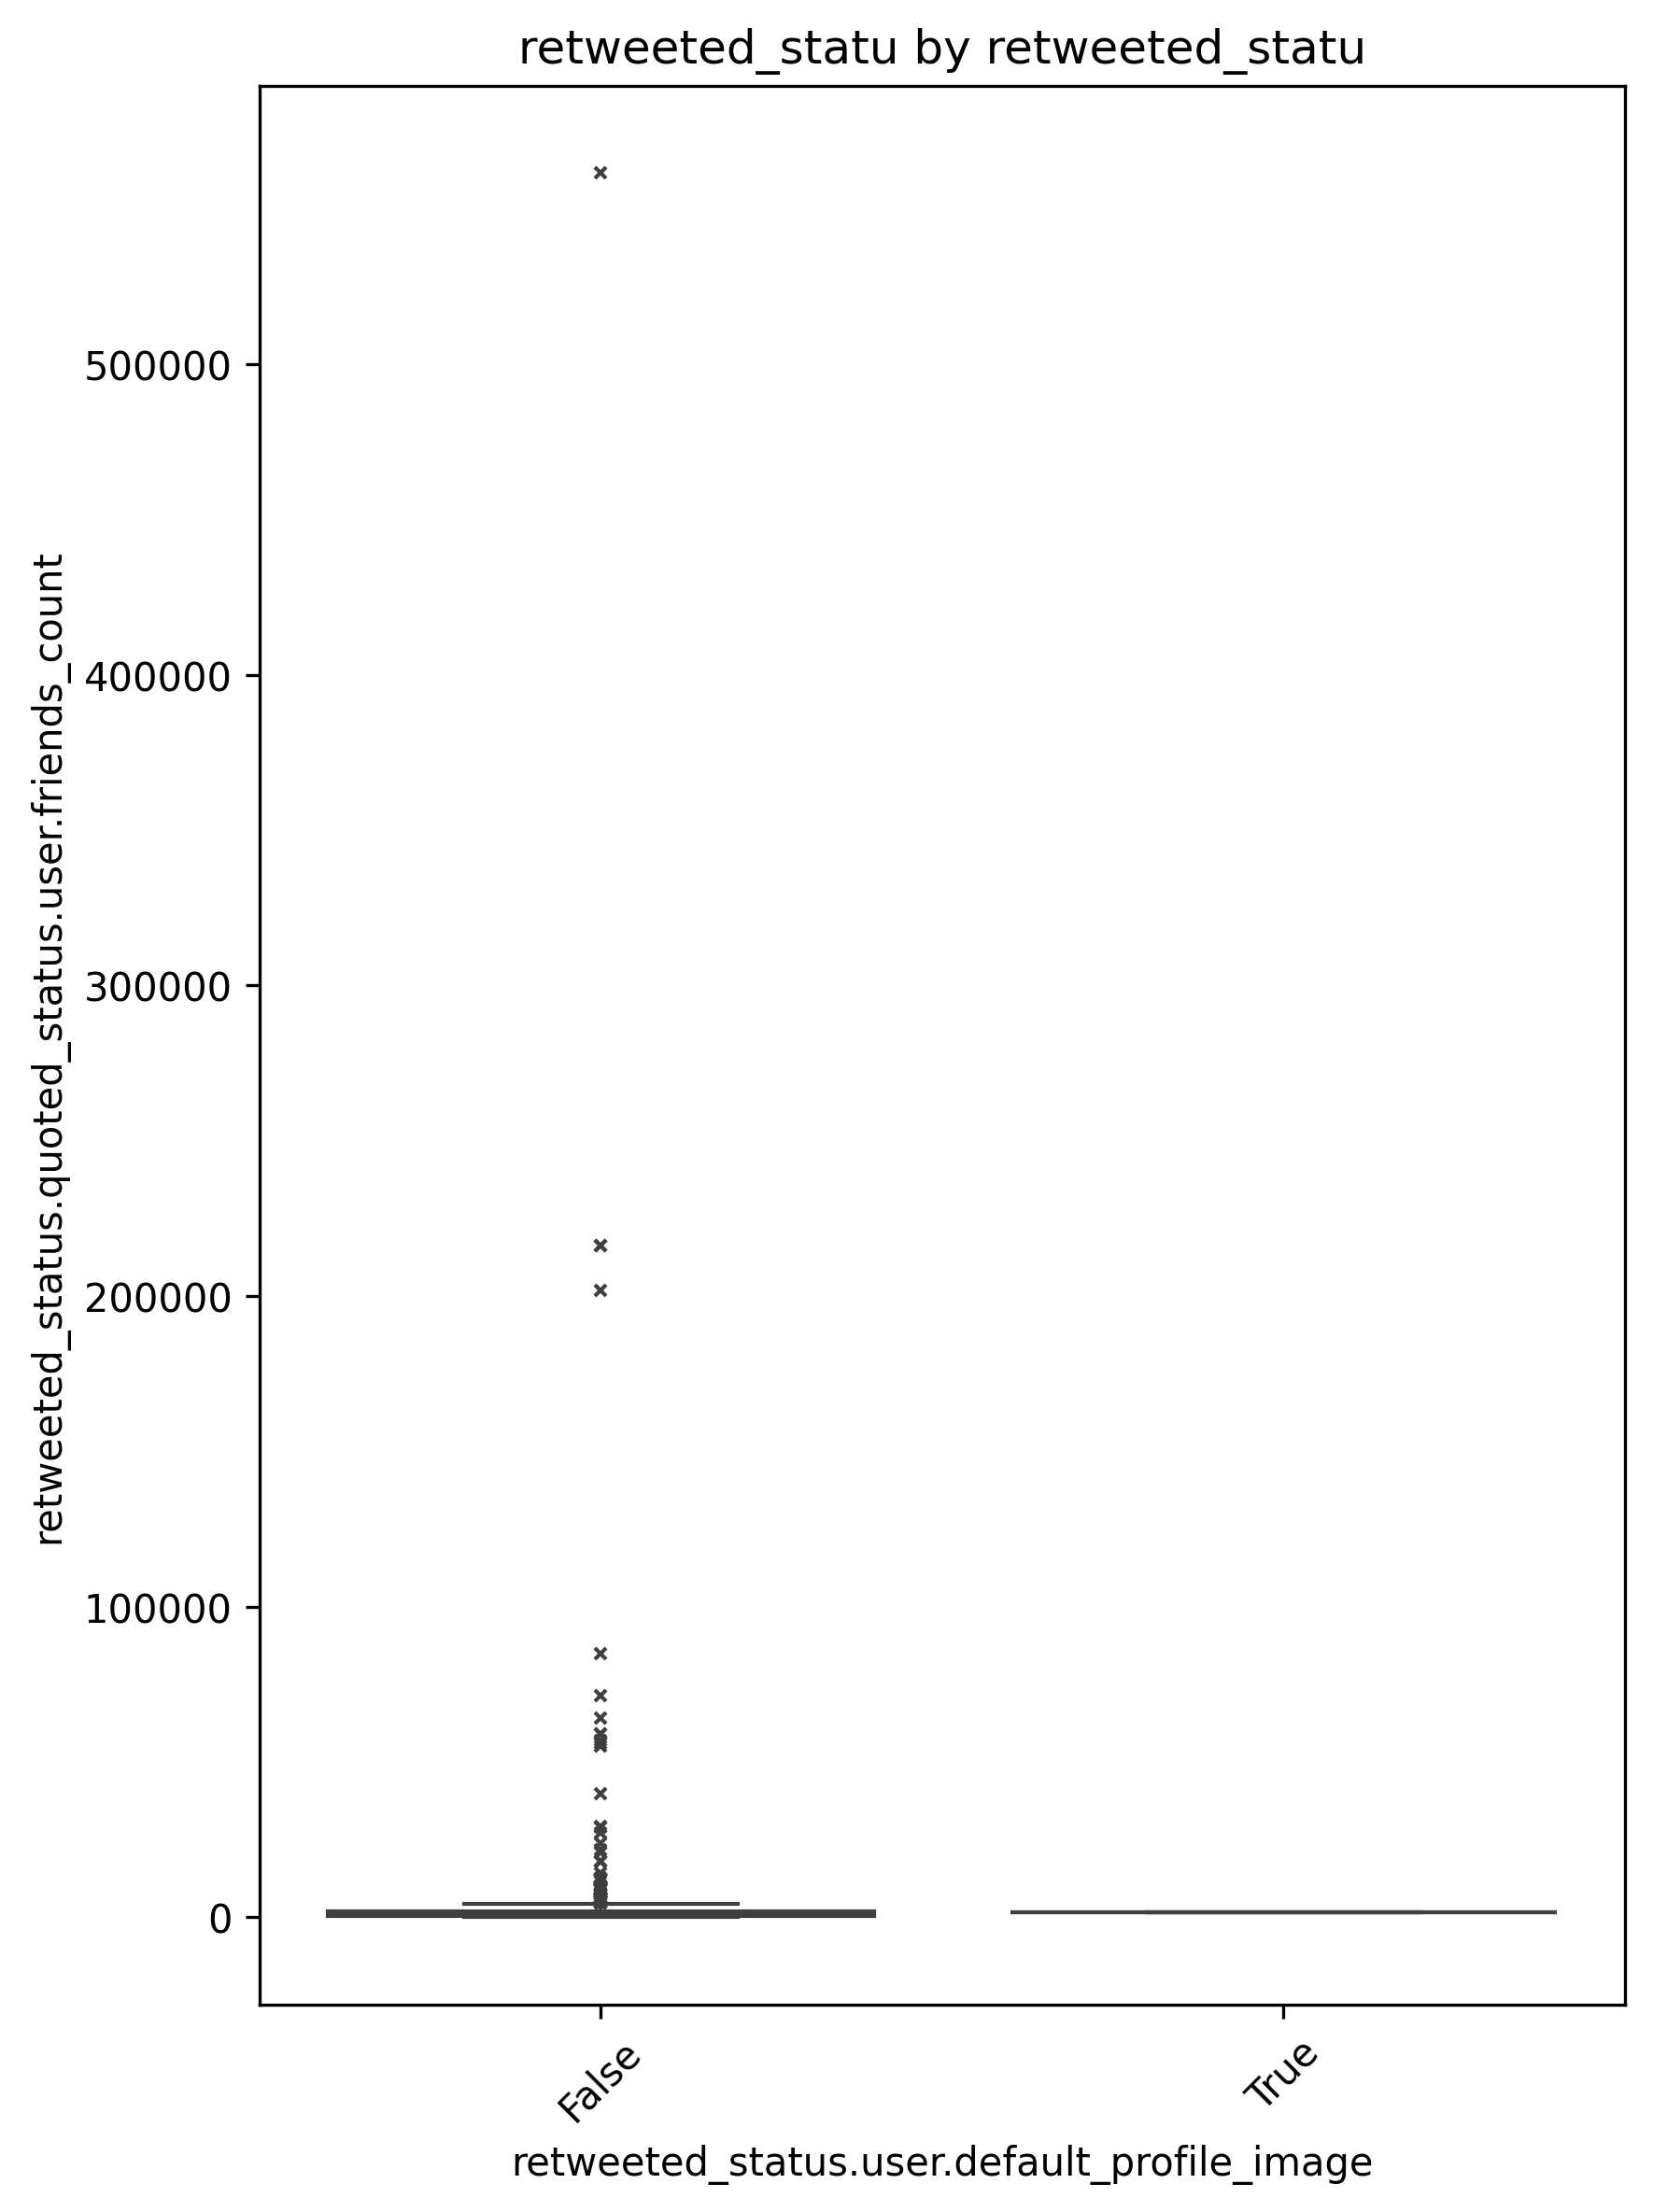 retweeted_statu by retweeted_statu
retweeted_status.quoted_status.user.friends_count
500000
400000
300000
200000
100000
0
False
True
retweeted_status.user.default_profile_image